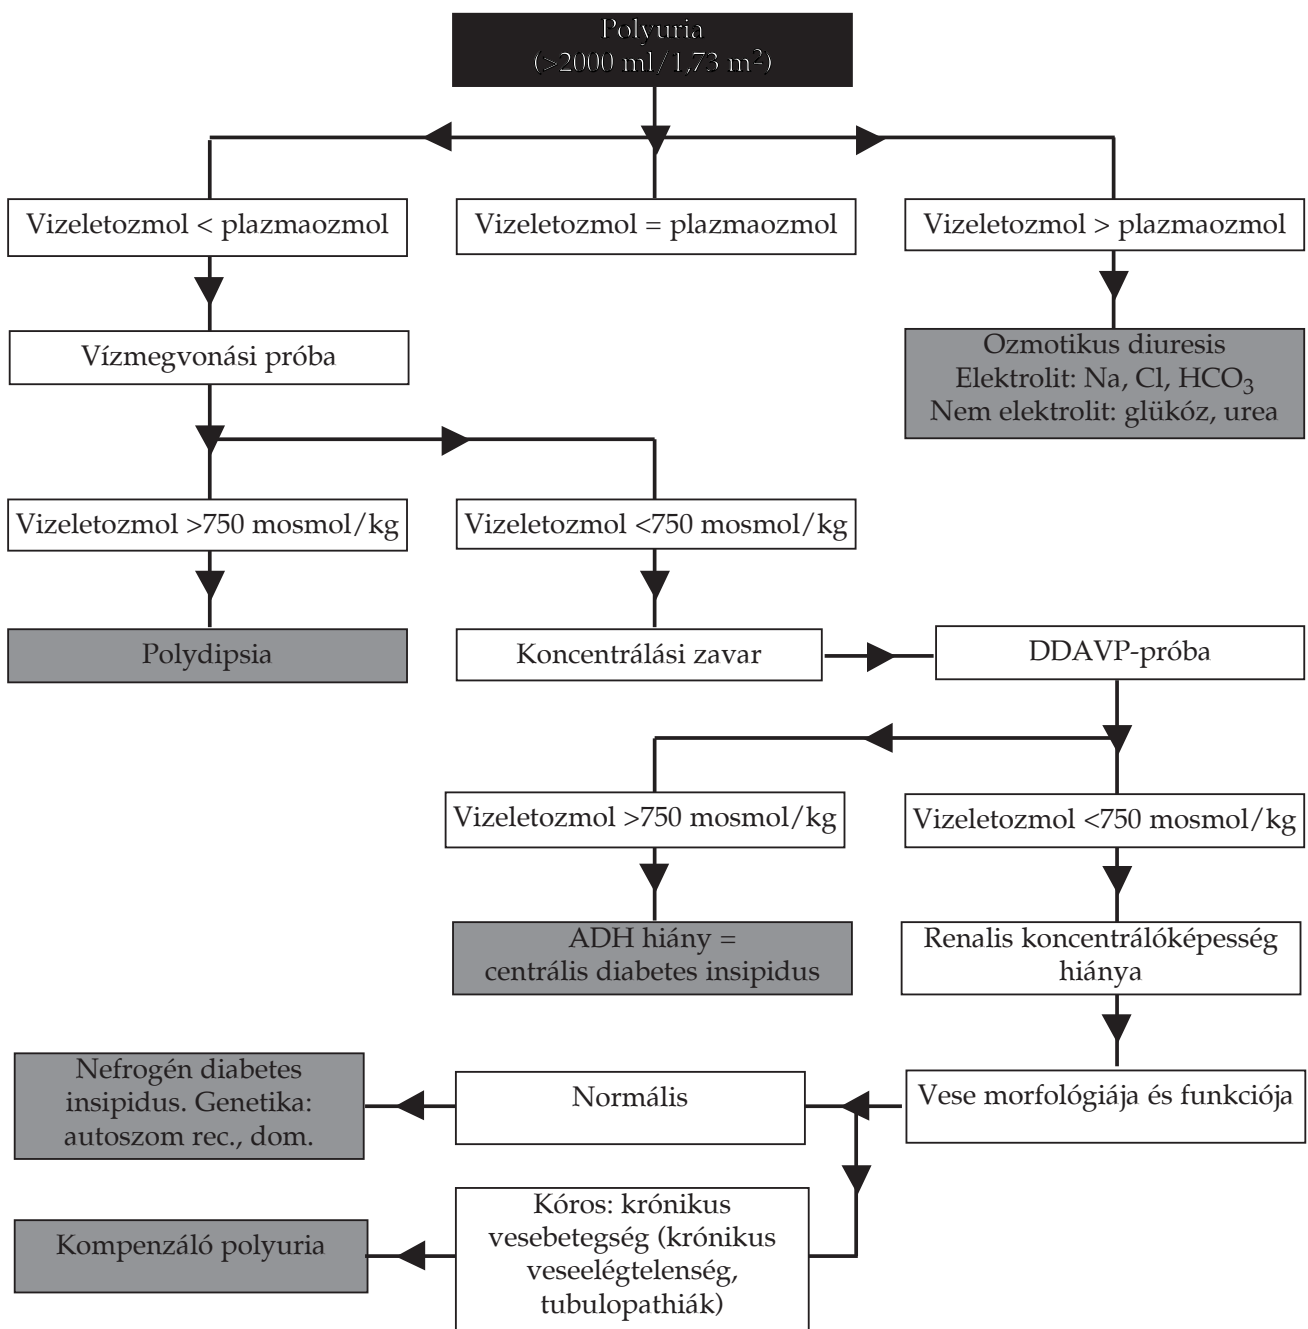 Polyuria
(>2000 ml/1,73 m²)
Vizeletozmol < plazmaozmol
Vizeletozmol = plazmaozmol
Vizeletozmol > plazmaozmol
Vízmegvonási próba
Ozmotikus diuresis
Elektrolit: Na, Cl, HCO₃
Nem elektrolit: glükóz, urea
Vizeletozmol >750 mosmol/kg
Vizeletozmol <750 mosmol/kg
Polydipsia
Koncentrálási zavar
DDAVP-próba
Vizeletozmol >750 mosmol/kg
Vizeletozmol <750 mosmol/kg
ADH hiány =
centrális diabetes insipidus
Renalis koncentrálóképesség
hiánya
Nefrogén diabetes
insipidus. Genetika:
autoszom rec., dom.
Normális
Vese morfológiája és funkciója
Kompenzáló polyuria
Kóros: krónikus
vesebetegség (krónikus
veseelégtelenség,
tubulopathiák)